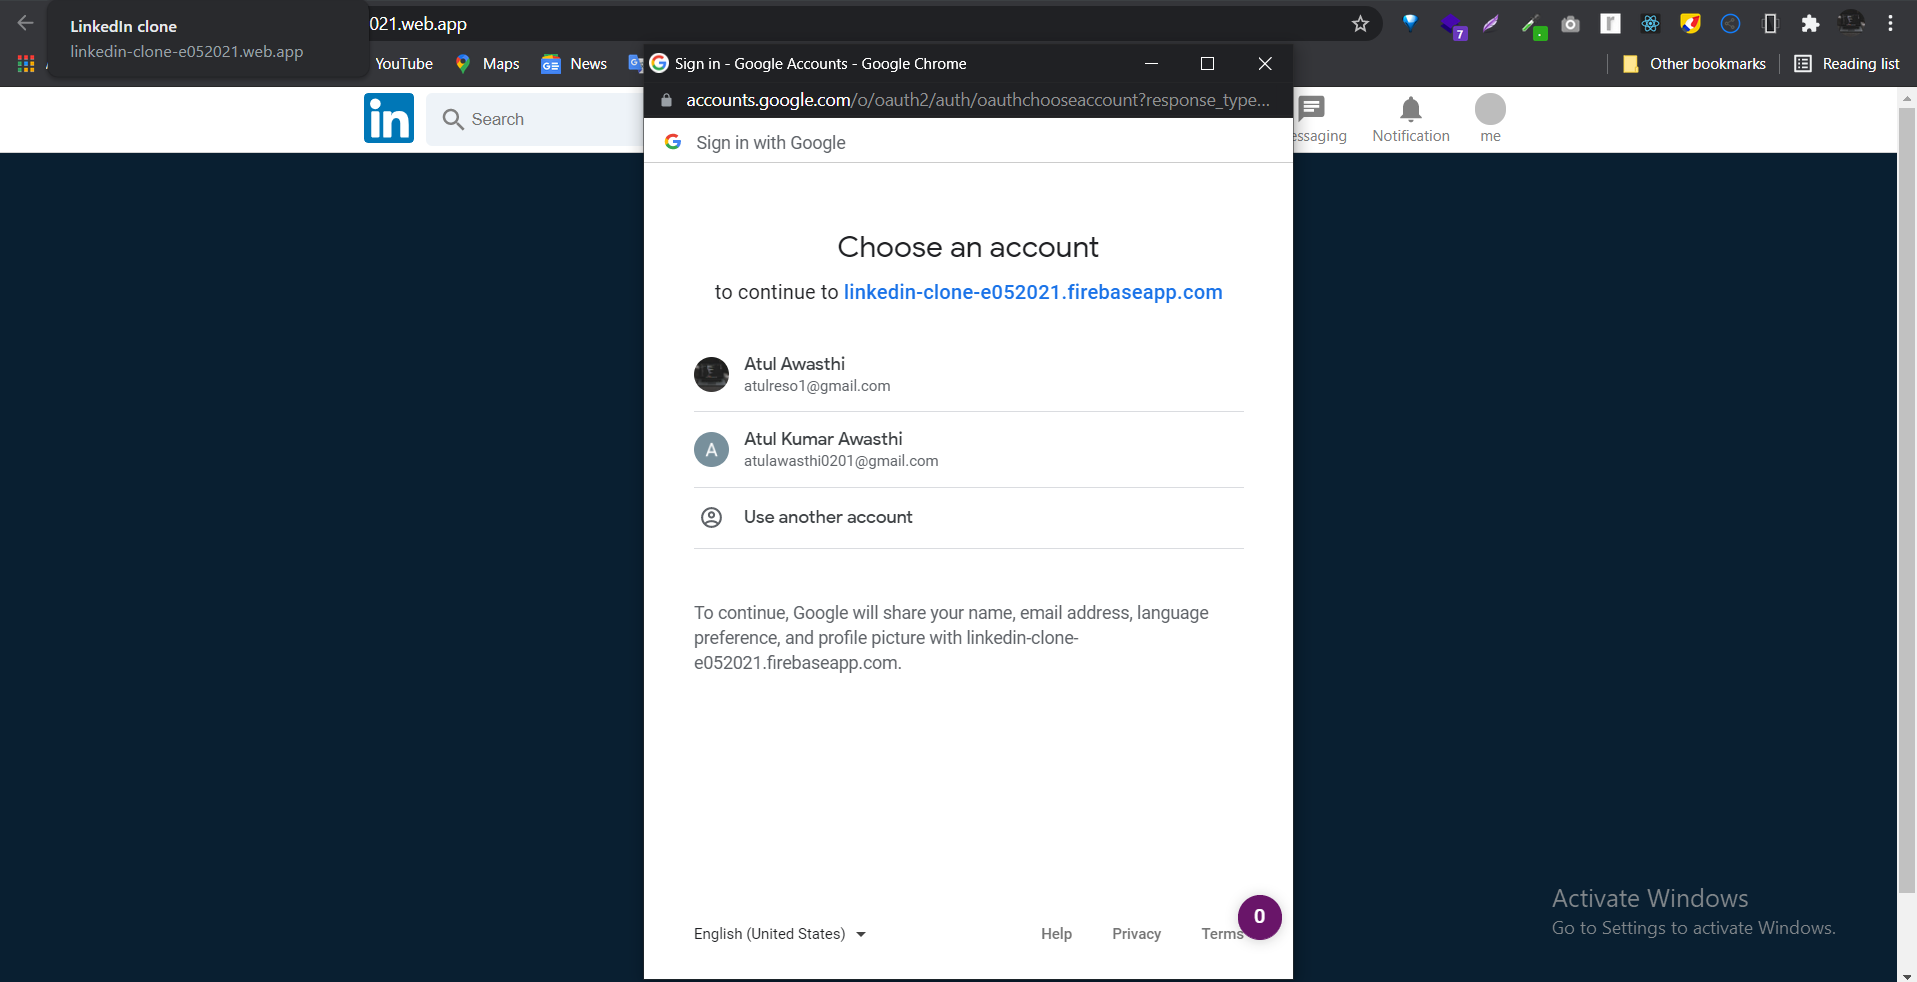 LinkedIn clone
linkedin-clone-e052021.web.app
021.web.app
7
YouTube
Maps
News
Sign in - Google Accounts - Google Chrome
Other bookmarks
Reading list
accounts.google.com/o/oauth2/auth/oauthchooseaccount?response_type...
in
Search
essaging
Notification
me
Sign in with Google
Choose an account
to continue to linkedin-clone-e052021.firebaseapp.com
Atul Awasthi
atulreso1@gmail.com
A
Atul Kumar Awasthi
atulawasthi0201@gmail.com
Use another account
To continue, Google will share your name, email address, language
preference, and profile picture with linkedin-clone-
e052021.firebaseapp.com.
Activate Windows
Go to Settings to activate Windows.
English (United States)
Help
Privacy
Terms
0